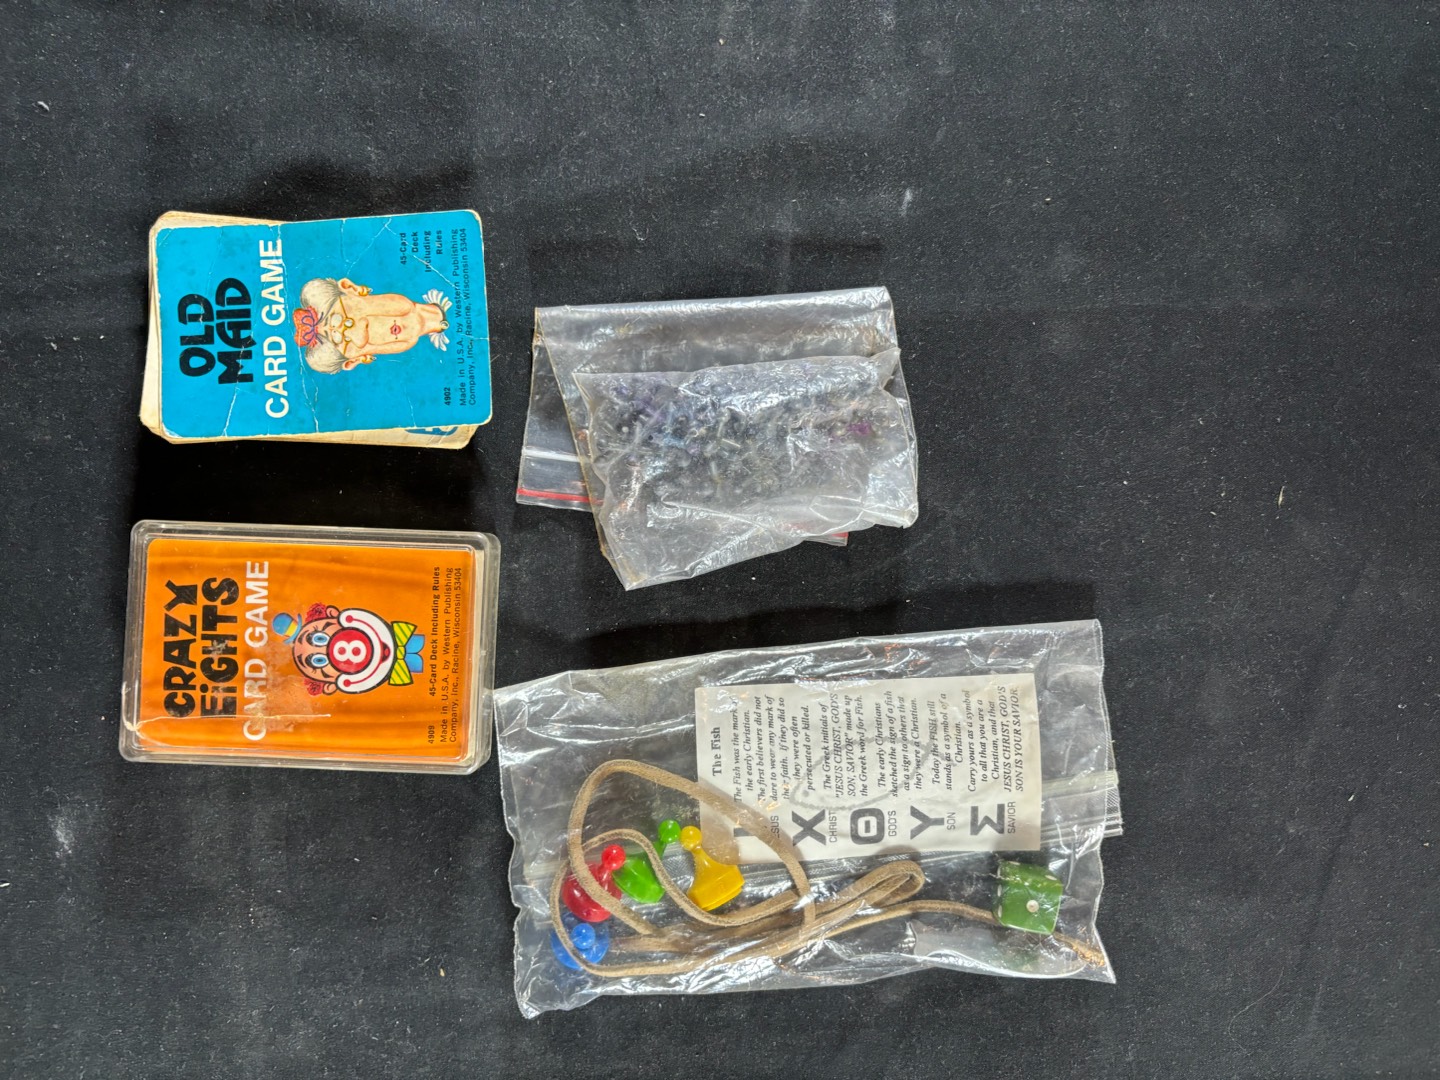 OLD
MAID
CARD GAME
45-Card
Deck
Including
Rules
4902
Made in U.S.A. by Western Publishing
Company, Inc., Racine, Wisconsin 53404
CRAZY
EiGHTS
CARD GAME
8
4909
45-Card Deck Including Rules
Made in U.S.A. by Western Publishing
Company, Inc., Racine, Wisconsin 53404
The Fish
The Fish was the mark
the early Christian.
The first believers did not
dare to wear any mark of
the faith. If they did so
they were often
persecuted or killed.
The Greek initials of
"JESUS CHRIST, GOD'S
SON, SAVIOR" made up
the Greek word for Fish.
The early Christians
sketched the sign of a fish
as a sign to others that
they were a Christian.
Today the FISH still
stands as a symbol of a
Christian.
Carry yours as a symbol
to all that you are a
Christian, and that
JESUS CHRIST, GOD'S
SON IS YOUR SAVIOR.
Χ
CHRIST
Θ
GOD'S
Υ
SON
Σ
SAVIOR